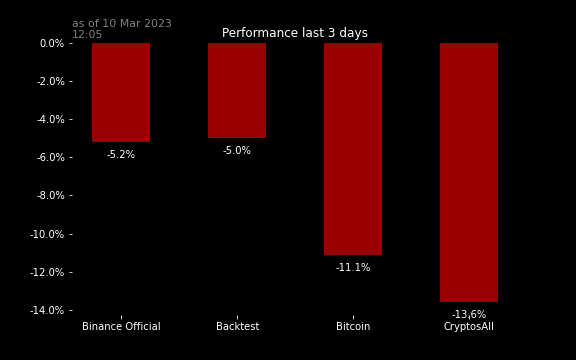 as of 10 Mar 2023
12:05
Performance last 3 days
0.0%
-2.0%
-4.0%
-6.0%
-8.0%
-10.0%
-12.0%
-14.0%
-5.2%
-5.0%
-11.1%
-13,6%
Binance Official
Backtest
Bitcoin
CryptosAll